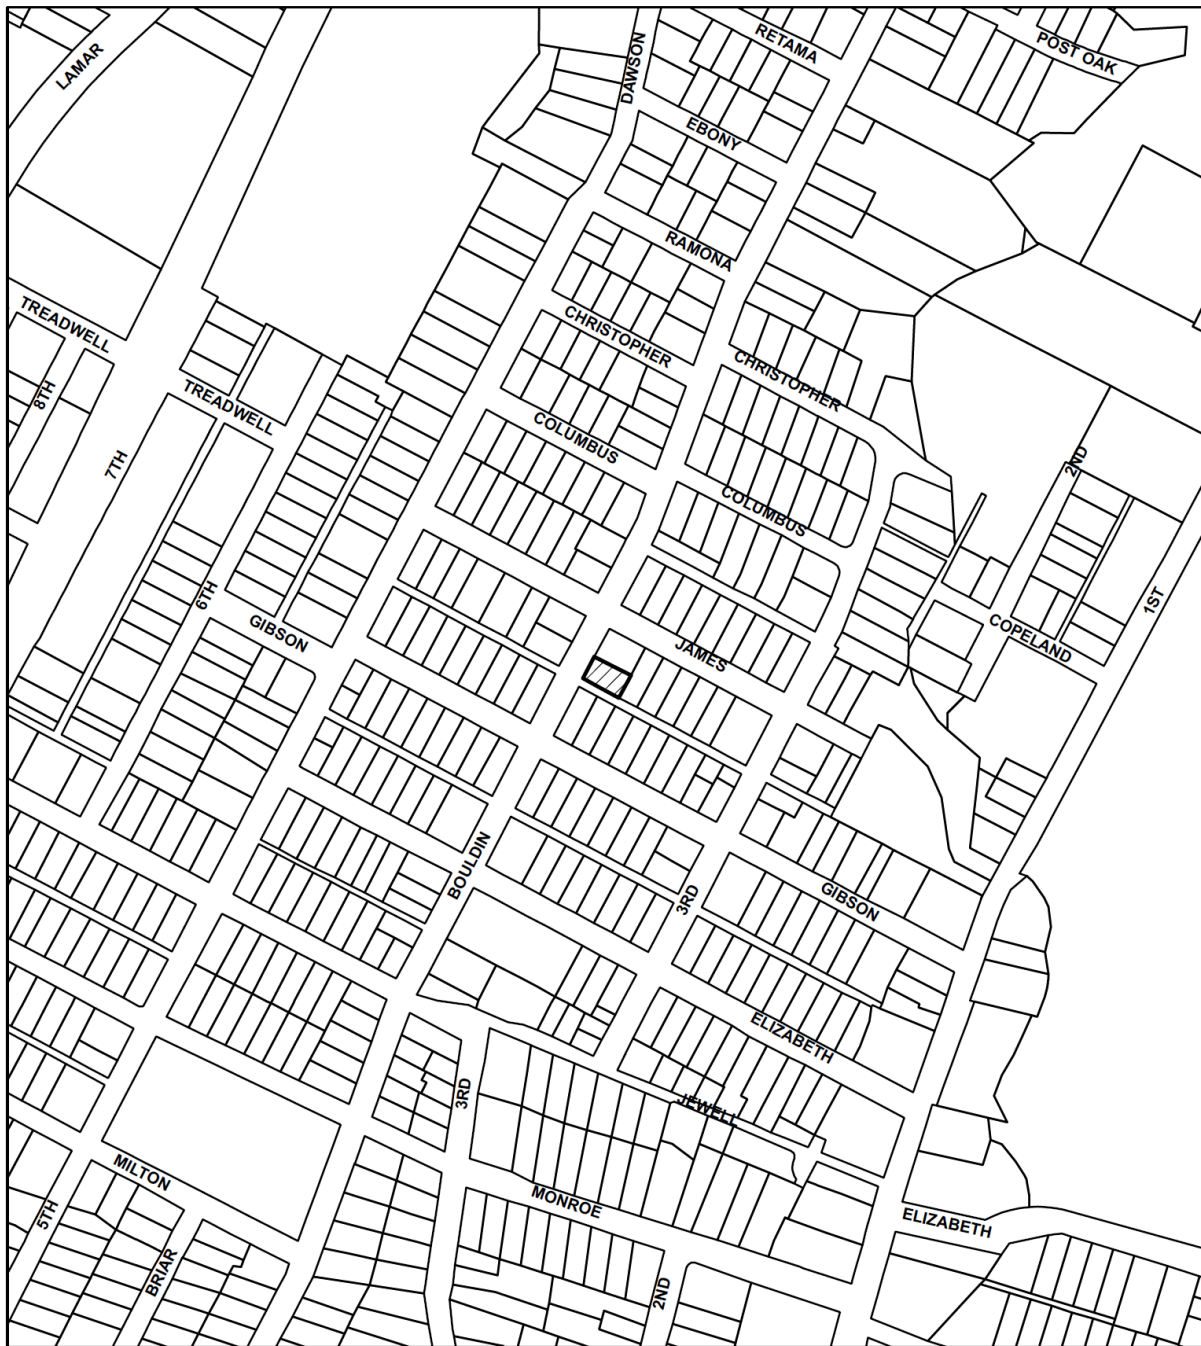 RETAMA
POST OAK
LAMAR
DAWSON
EBONY
RAMONA
TREADWELL
CHRISTOPHER
CHRISTOPHER
8TH
TREADWELL
COLUMBUS
7TH
2ND
COLUMBUS
6TH
1ST
GIBSON
COPELAND
JAMES
BOULDIN
3RD
GIBSON
ELIZABETH
3RD
JEWELL
MILTON
MONROE
5TH
ELIZABETH
BRIAR
2ND